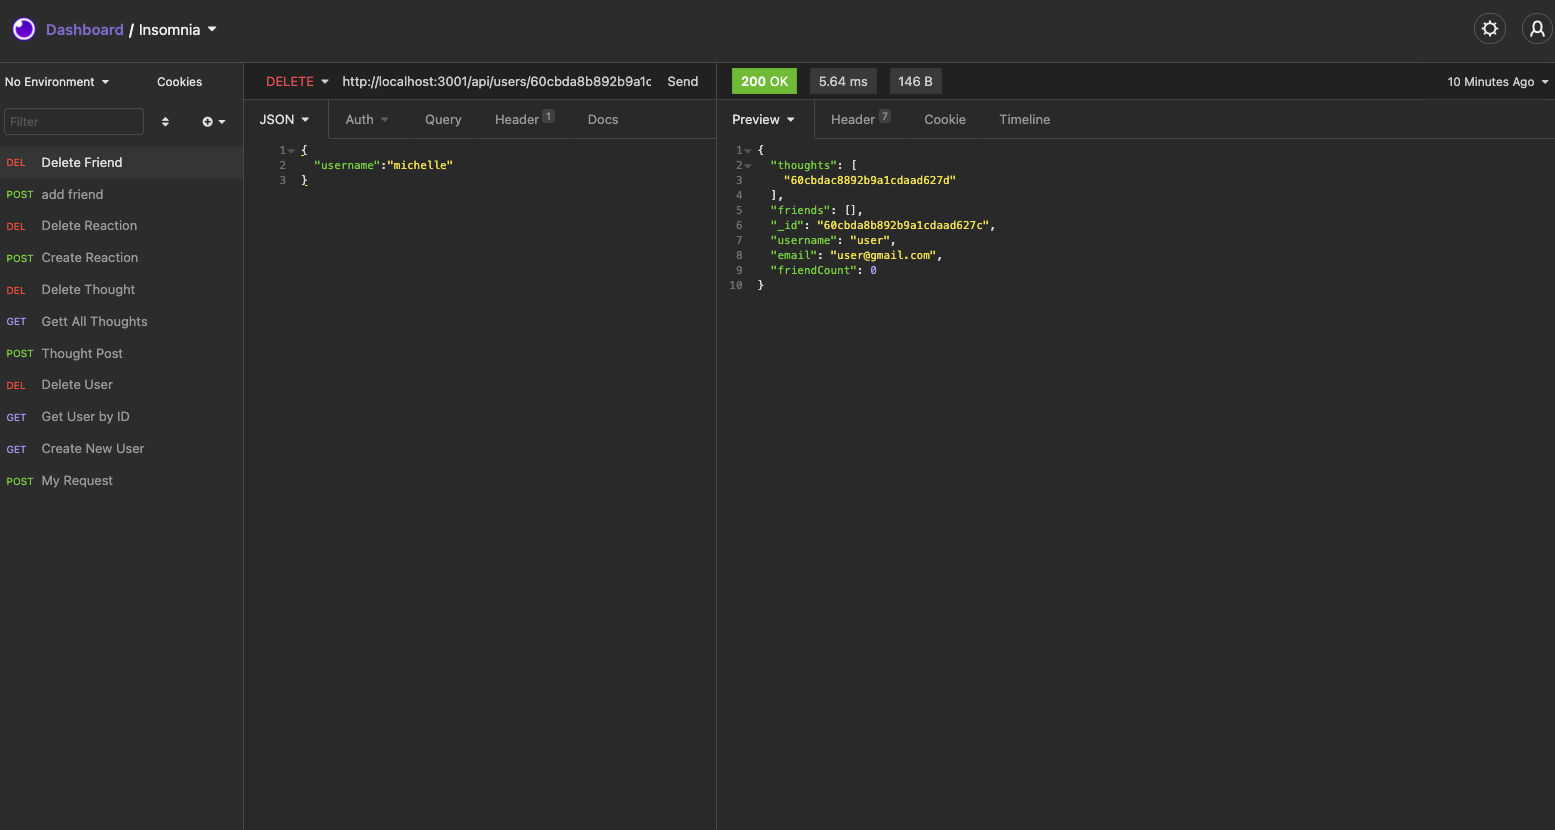 Dashboard / Insomnia
No Environment
Cookies
Filter
DEL Delete Friend
POST add friend
DEL Delete Reaction
POST Create Reaction
DEL Delete Thought
GET Gett All Thoughts
POST Thought Post
DEL Delete User
GET Get User by ID
GET Create New User
POST My Request
DELETE http://localhost:3001/api/users/60cbda8b892b9a1c Send
JSON Auth Query Header 1 Docs
1 {
2 "username":"michelle"
3 }
200 OK 5.64 ms 146 B 10 Minutes Ago
Preview Header 7 Cookie Timeline
1 {
2 "thoughts": [
3 "60cbdac8892b9a1cdaad627d"
4 ],
5 "friends": [],
6 "_id": "60cbda8b892b9a1cdaad627c",
7 "username": "user",
8 "email": "user@gmail.com",
9 "friendCount": 0
10 }